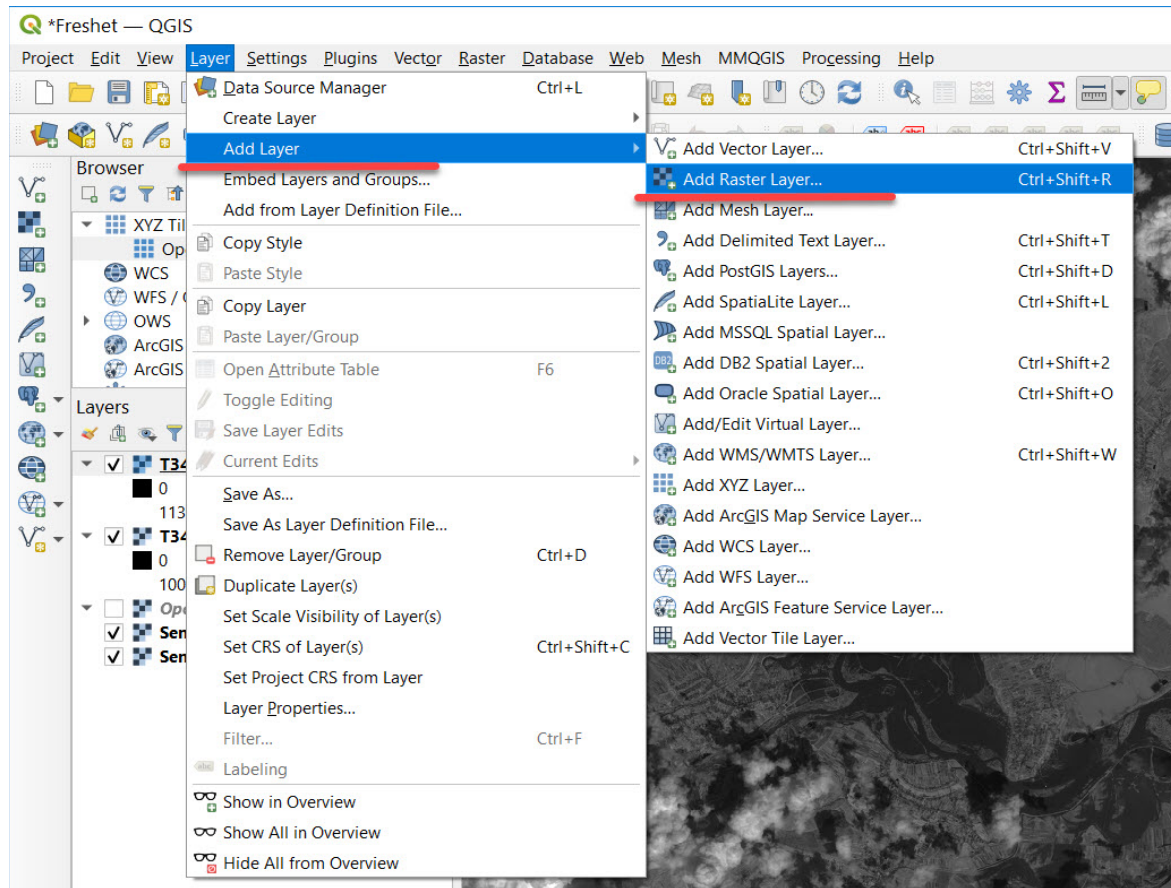 *Freshet — QGIS
Project Edit View Layer Settings Plugins Vector Raster Database Web Mesh MMQGIS Processing Help
Data Source Manager Ctrl+L
Create Layer
Add Layer
Embed Layers and Groups...
Add from Layer Definition File...
Copy Style
Paste Style
Copy Layer
Paste Layer/Group
Open Attribute Table F6
Toggle Editing
Save Layer Edits
Current Edits
Save As...
Save As Layer Definition File...
Remove Layer/Group Ctrl+D
Duplicate Layer(s)
Set Scale Visibility of Layer(s)
Set CRS of Layer(s) Ctrl+Shift+C
Set Project CRS from Layer
Layer Properties...
Filter... Ctrl+F
Labeling
Show in Overview
Show All in Overview
Hide All from Overview
Add Vector Layer... Ctrl+Shift+V
Add Raster Layer... Ctrl+Shift+R
Add Mesh Layer...
Add Delimited Text Layer... Ctrl+Shift+T
Add PostGIS Layers... Ctrl+Shift+D
Add SpatiaLite Layer... Ctrl+Shift+L
Add MSSQL Spatial Layer...
Add DB2 Spatial Layer... Ctrl+Shift+2
Add Oracle Spatial Layer... Ctrl+Shift+O
Add/Edit Virtual Layer...
Add WMS/WMTS Layer... Ctrl+Shift+W
Add XYZ Layer...
Add ArcGIS Map Service Layer...
Add WCS Layer...
Add WFS Layer...
Add ArcGIS Feature Service Layer...
Add Vector Tile Layer...
Browser
XYZ Til
Op
WCS
WFS /
OWS
ArcGIS
ArcGIS
Layers
T34
0
113
T34
0
100
Ope
Sen
Sen